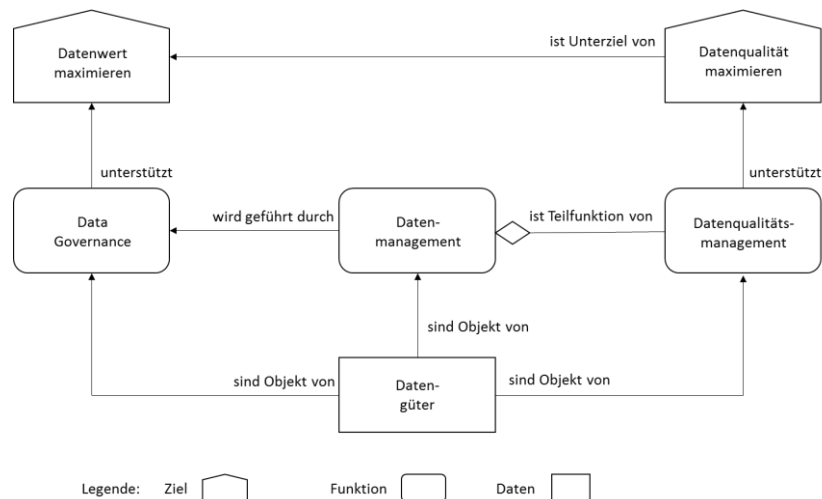 Datenwert
maximieren
ist Unterziel von
Datenqualität
maximieren
unterstützt
unterstützt
Data
Governance
wird geführt durch
Daten-
management
ist Teilfunktion von
Datenqualitäts-
management
sind Objekt von
sind Objekt von
Daten-
güter
sind Objekt von
Legende: Ziel Funktion Daten